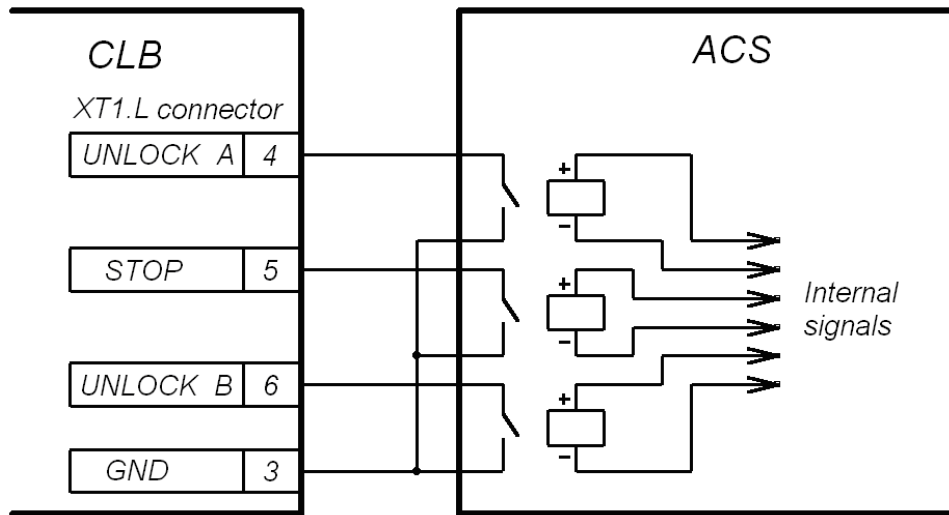 CLB
ACS
XT1.L connector
UNLOCK A 4
STOP 5
UNLOCK B 6
GND 3
+
−
+
−
+
−
Internal
signals